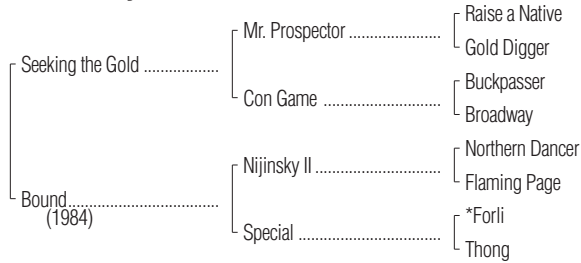 Raise a Native
Mr. Prospector ......................
Gold Digger
Seeking the Gold ..................
Buckpasser
Con Game ............................
Broadway
Northern Dancer
Nijinsky II ..............................
Flaming Page
Bound.....................................
(1984)
*Forli
Special ..................................
Thong